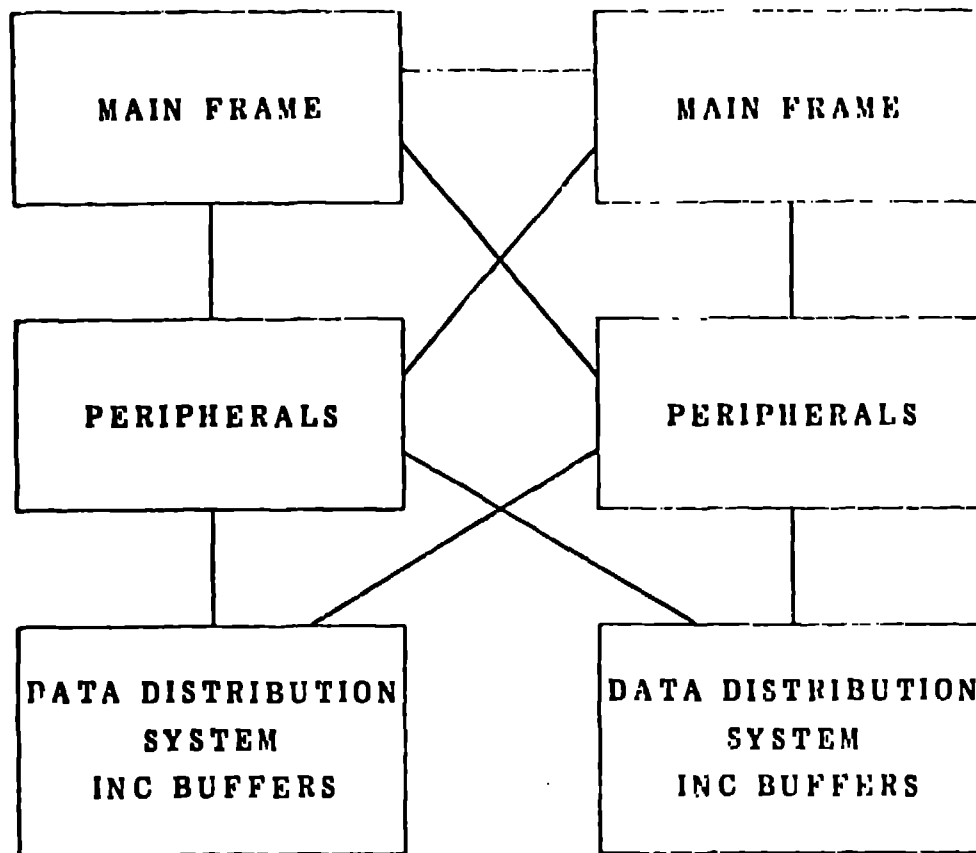 MAIN FRAME
MAIN FRAME
PERIPHERALS
PERIPHERALS
DATA DISTRIBUTION
SYSTEM
INC BUFFERS
DATA DISTRIBUTION
SYSTEM
INC BUFFERS